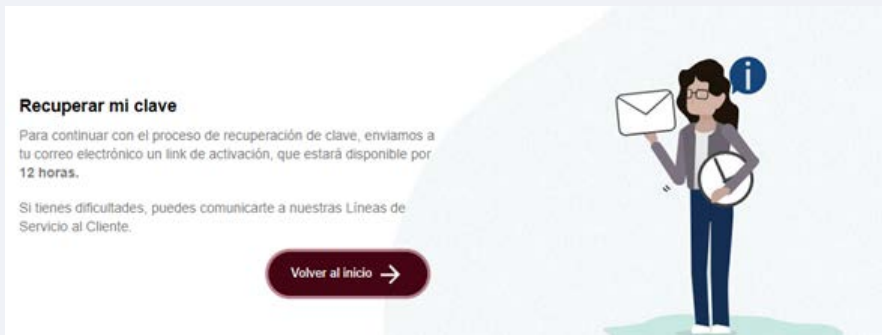 Recuperar mi clave
Para continuar con el proceso de recuperación de clave, enviamos a
tu correo electrónico un link de activación, que estará disponible por
12 horas.
Si tienes dificultades, puedes comunicarte a nuestras Líneas de
Servicio al Cliente.
Volver al inicio →
i